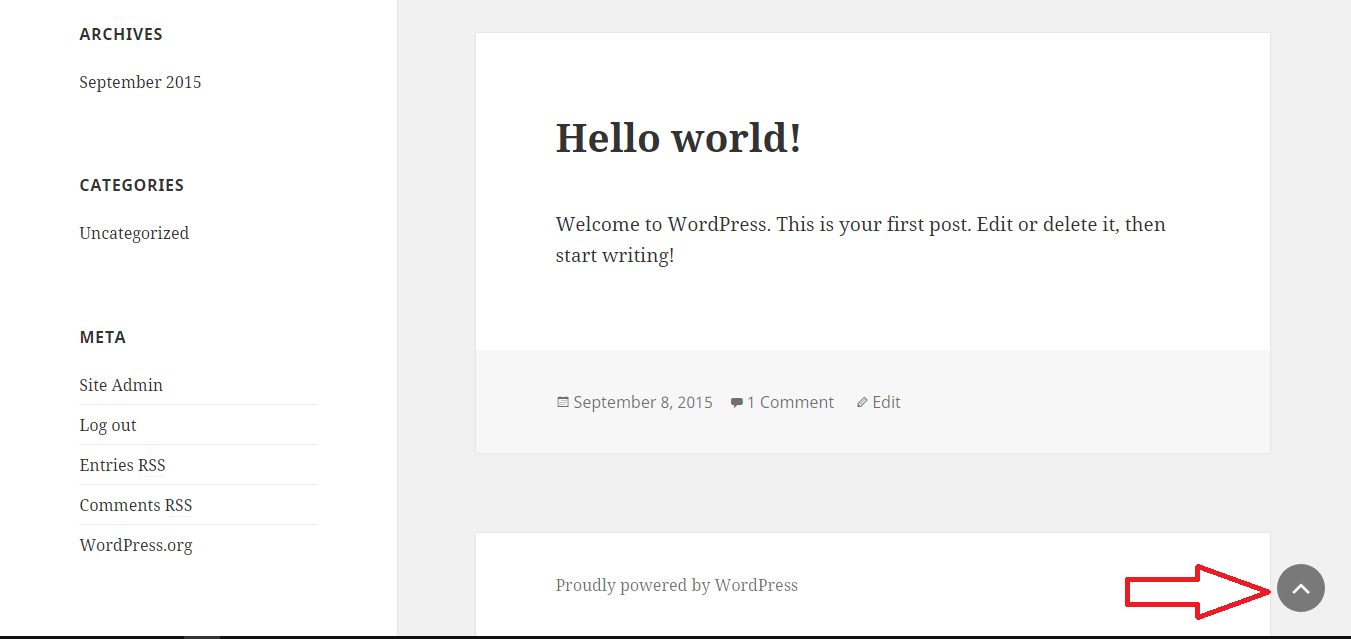 ARCHIVES
September 2015
CATEGORIES
Uncategorized
META
Site Admin
Log out
Entries RSS
Comments RSS
WordPress.org
Hello world!
Welcome to WordPress. This is your first post. Edit or delete it, then
start writing!
September 8, 2015 1 Comment Edit
Proudly powered by WordPress